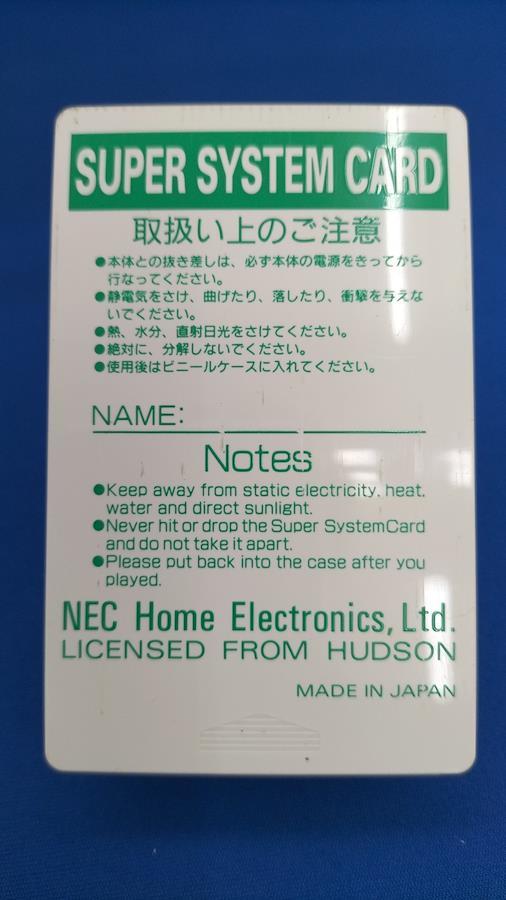 SUPER SYSTEM CARD
取扱い上のご注意
●本体との抜き差しは、必ず本体の電源をきってから
行なってください。
●静電気をさけ、曲げたり、落したり、衝撃を与えな
いでください。
●熱、水分、直射日光をさけてください。
●絶対に、分解しないでください。
●使用後はビニールケースに入れてください。
NAME:
Notes
●Keep away from static electricity, heat,
water and direct sunlight.
●Never hit or drop the Super SystemCard
and do not take it apart.
●Please put back into the case after you
played.
NEC Home Electronics, Ltd.
LICENSED FROM HUDSON
MADE IN JAPAN